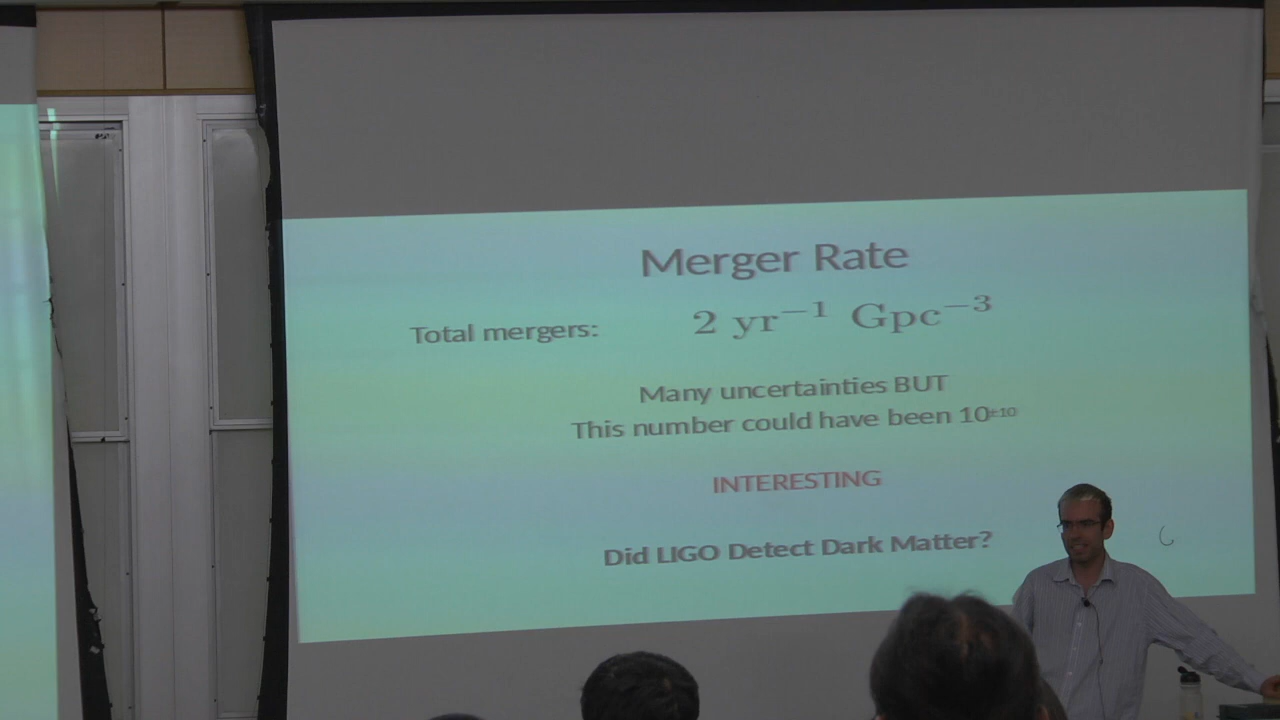 Merger Rate
Total mergers: 2 yr⁻¹ Gpc⁻³
Many uncertainties BUT
This number could have been 10±10
INTERESTING
Did LIGO Detect Dark Matter?